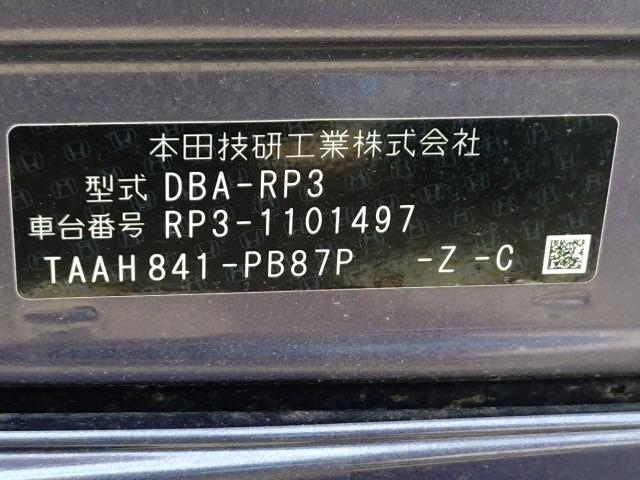 本田技研工業株式会社
型式 DBA-RP3
車台番号 RP3-1101497
TAAH841-PB87P -Z -C